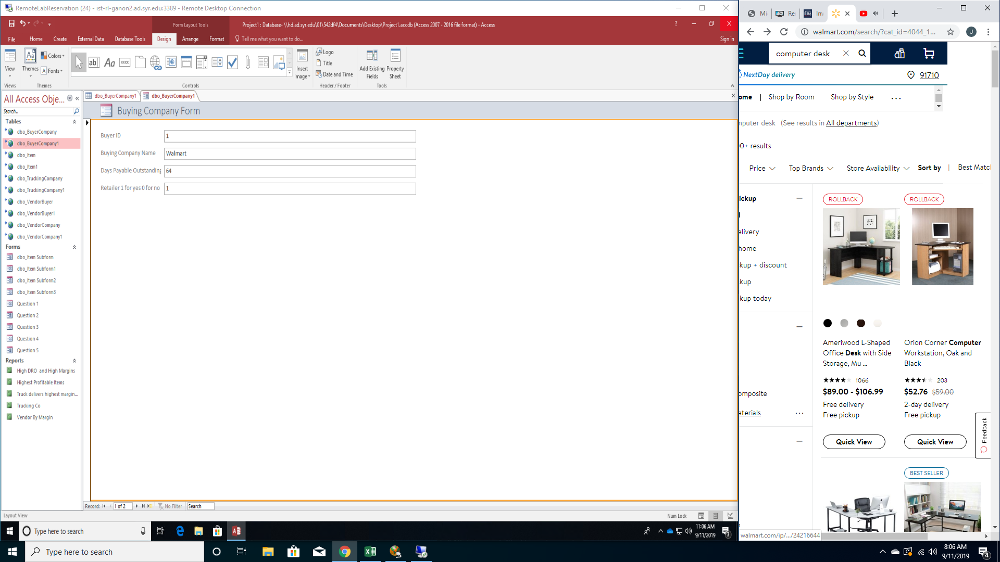 RemoteLabReservation (24) - ist-rl-ganon2.ad.syr.edu:3389 - Remote Desktop Connection
Form Layout Tools
Project1 : Database- \\hd.ad.syr.edu\01\542df4\Documents\Desktop\Project1.accdb (Access 2007 - 2016 file format) - Access
File Home Create External Data Database Tools Design Arrange Format Tell me what you want to do... Sign in
View
Views
Aa
Themes
Colors
Fonts
Themes
ab
Aa
XXXX
Controls
Insert Image
Logo
Title
Date and Time
Header / Footer
Add Existing Fields
Property Sheet
Tools
All Access Obje...
Search..
Tables
dbo_BuyerCompany
dbo_BuyerCompany1
dbo_Item
dbo_Item1
dbo_TruckingCompany
dbo_TruckingCompany1
dbo_VendorBuyer
dbo_VendorBuyer1
dbo_VendorCompany
dbo_VendorCompany1
Forms
dbo_Item Subform
dbo_Item Subform1
dbo_Item Subform2
dbo_Item Subform3
Question 1
Question 2
Question 3
Question 4
Question 5
Reports
High DRO and High Margins
Highest Profitable Items
Truck delivers highest margin...
Trucking Co
Vendor By Margin
dbo_BuyerCompany1
dbo_BuyerCompany1
Buying Company Form
Buyer ID 1
Buying Company Name Walmart
Days Payable Outstanding 64
Retailer 1 for yes 0 for no 1
Record: 1 of 2 No Filter Search
Layout View
Num Lock
Type here to search
11:06 AM
9/11/2019
3
Mi
Re
SBA
Inv
walmart.com/search/?cat_id=4044_1...
J
computer desk
NextDay delivery
91710
ome | Shop by Room Shop by Style ...
mputer desk (See results in All departments)
0+ results
Price Top Brands Store Availability Sort by | Best Matc
ickup
elivery
home
kup + discount
kup
kup today
omposite
aterials ...
ROLLBACK
Ameriwood L-Shaped
Office Desk with Side
Storage, Mu ...
1066
$89.00 - $106.99
Free delivery
Free pickup
Quick View
ROLLBACK
Orion Corner Computer
Workstation, Oak and
Black
203
$52.76 $59.00
2-day delivery
Free pickup
Quick View
BEST SELLER
Feedback
walmart.com/ip/.../24216644
Type here to search
8:06 AM
9/11/2019
4